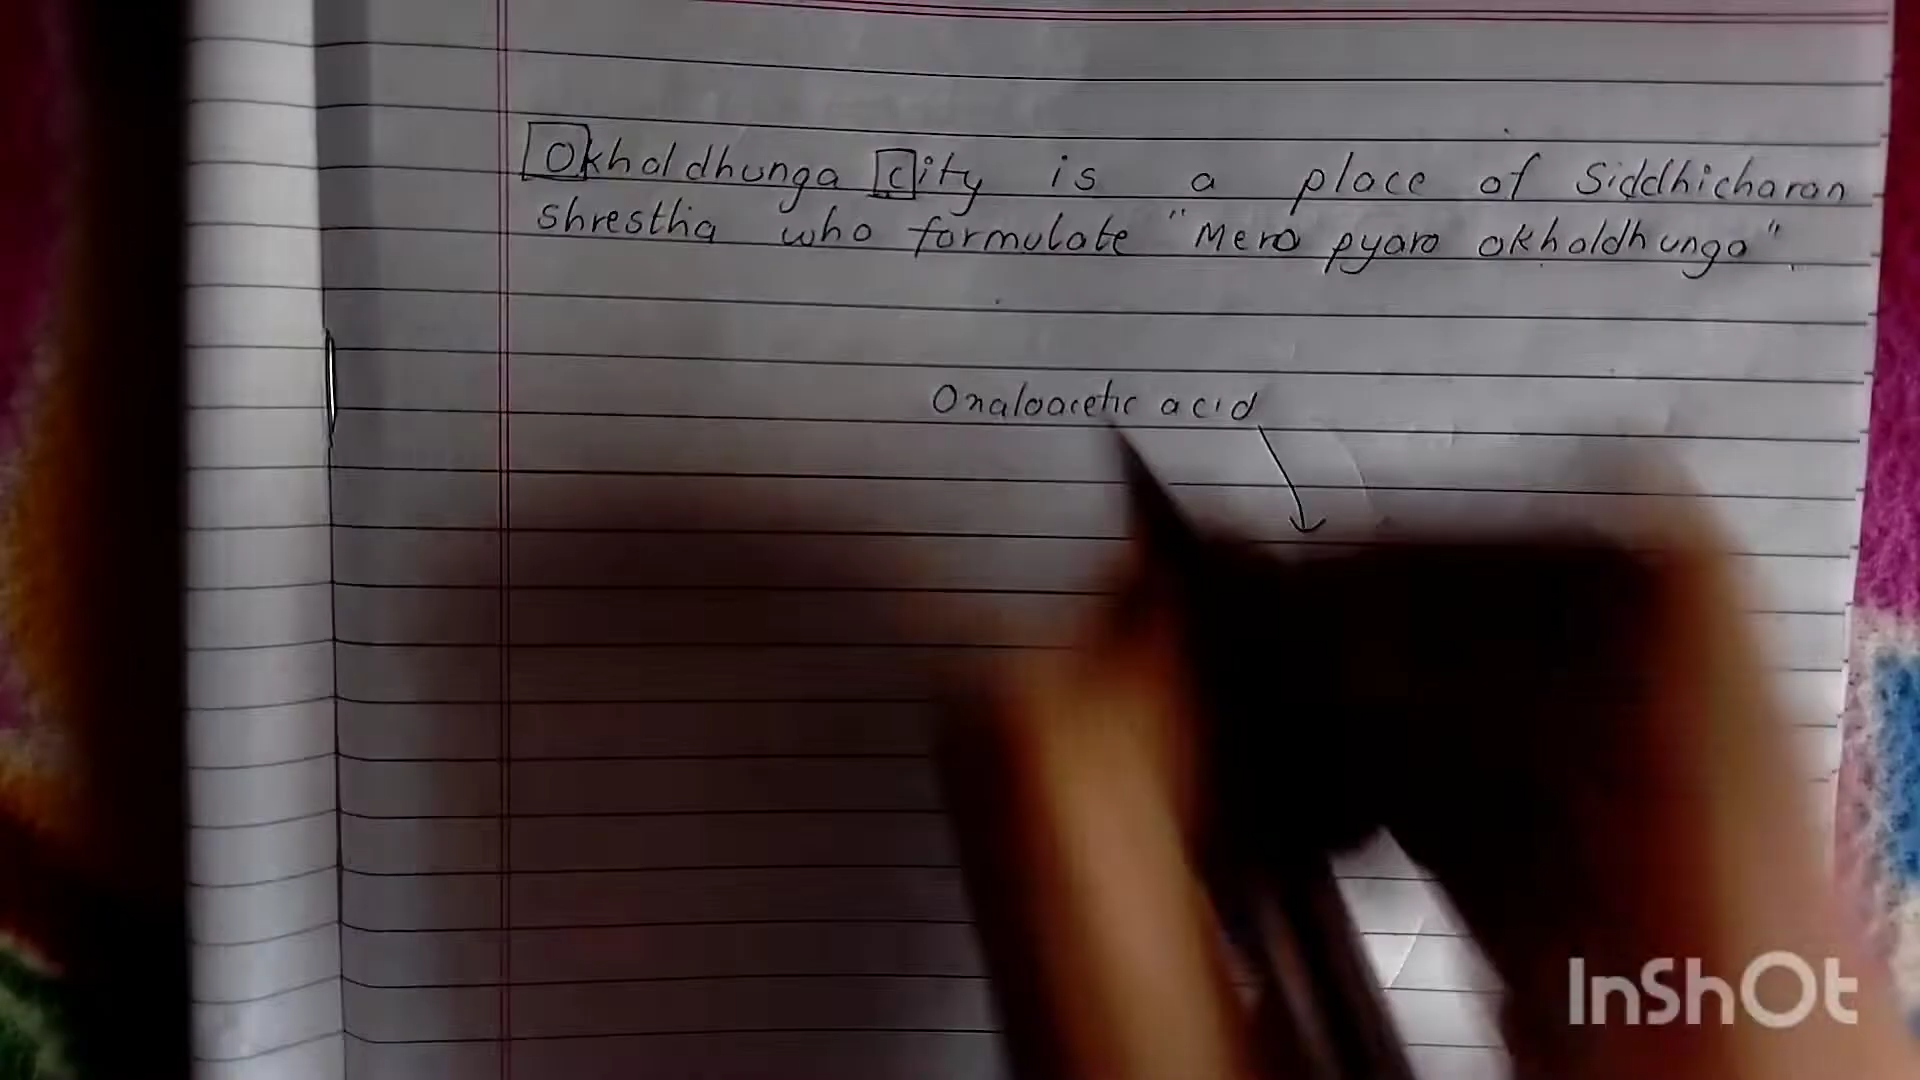 Okhaldhunga City is a place of Siddhicharan
shrestha who formulate "Mero pyaro okhaldhunga".
Oxaloacetic acid
InShOt